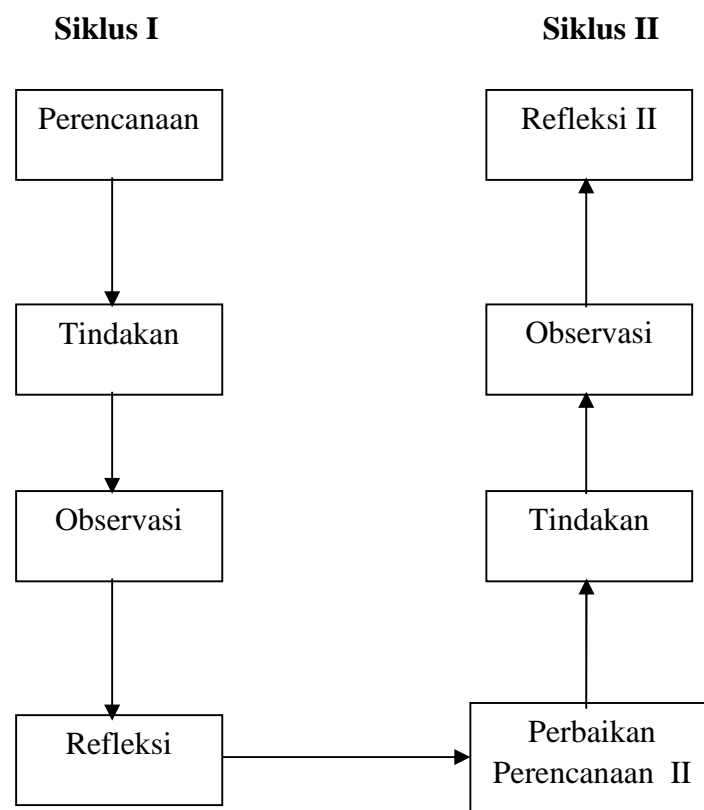 Siklus I
Siklus II
Perencanaan
Refleksi II
Tindakan
Observasi
Observasi
Tindakan
Refleksi
Perbaikan
Perencanaan II